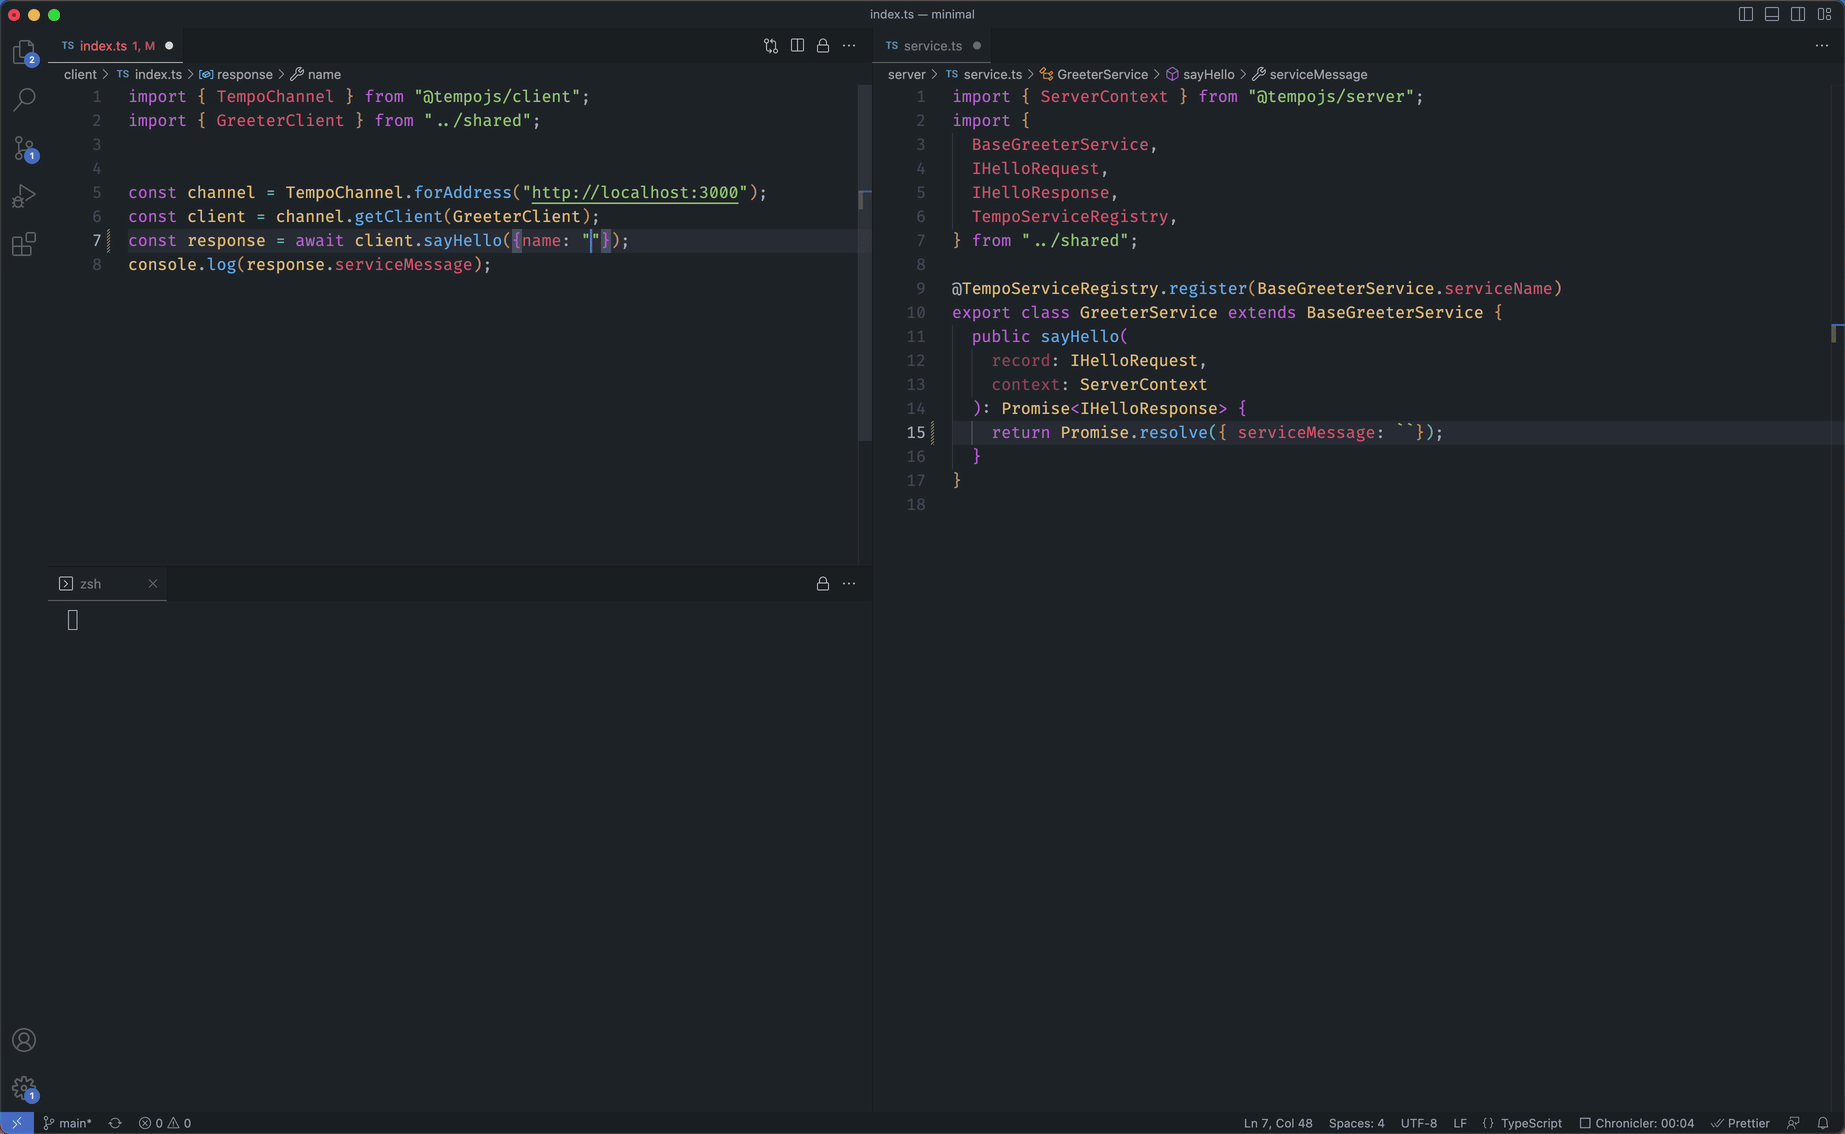 index.ts — minimal
2
1
1
TS index.ts 1, M
client > TS index.ts > response > name
1 import { TempoChannel } from "@tempojs/client";
2 import { GreeterClient } from "../shared";
3
4
5 const channel = TempoChannel.forAddress("http://localhost:3000");
6 const client = channel.getClient(GreeterClient);
7 const response = await client.sayHello({name: ""});
8 console.log(response.serviceMessage);
zsh
TS service.ts
server > TS service.ts > GreeterService > sayHello > serviceMessage
1 import { ServerContext } from "@tempojs/server";
2 import {
3 BaseGreeterService,
4 IHelloRequest,
5 IHelloResponse,
6 TempoServiceRegistry,
7 } from "../shared";
8
9 @TempoServiceRegistry.register(BaseGreeterService.serviceName)
10 export class GreeterService extends BaseGreeterService {
11 public sayHello(
12 record: IHelloRequest,
13 context: ServerContext
14 ): Promise<IHelloResponse> {
15 return Promise.resolve({ serviceMessage: ``});
16 }
17 }
18
main* 0 0 Ln 7, Col 48 Spaces: 4 UTF-8 LF {} TypeScript Chronicler: 00:04 Prettier